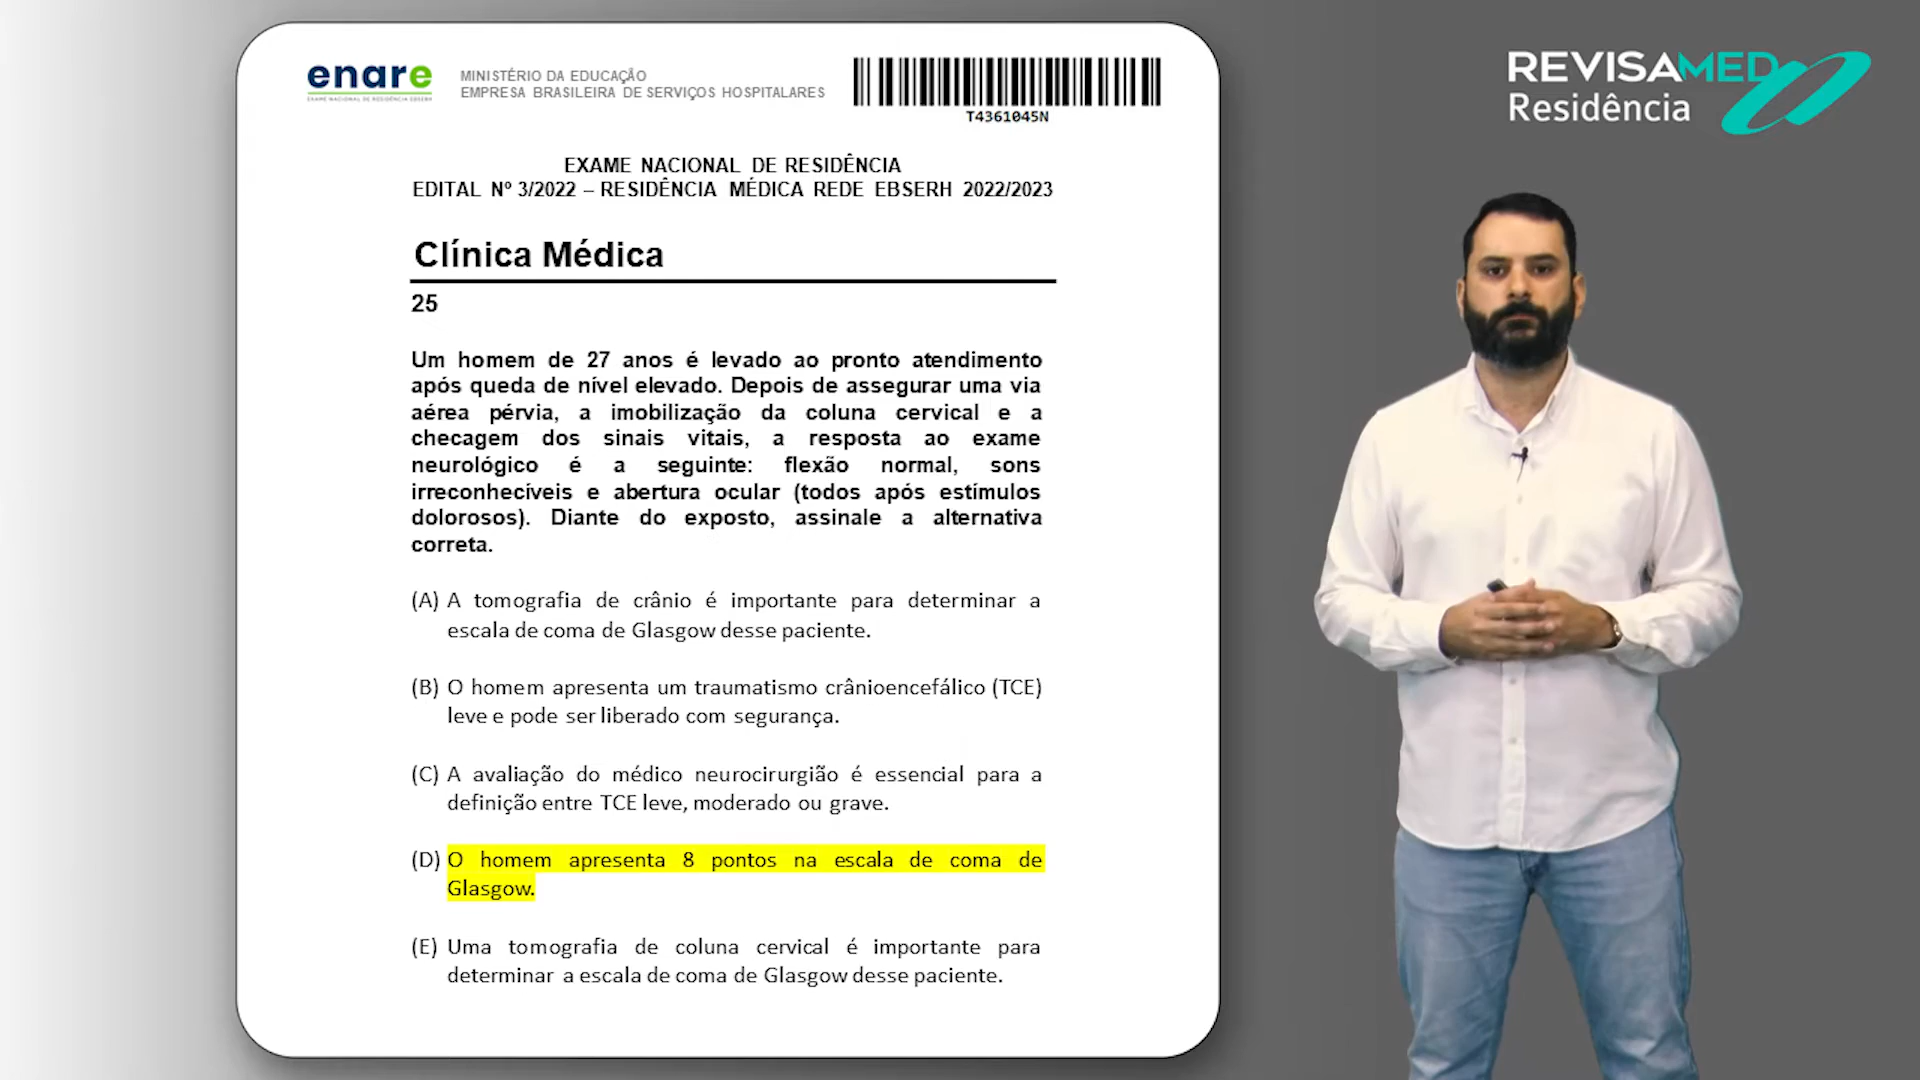 enare
MINISTÉRIO DA EDUCAÇÃO
EMPRESA BRASILEIRA DE SERVIÇOS HOSPITALARES
T4361045N
REVISAMED
Residência
EXAME NACIONAL DE RESIDÊNCIA
EDITAL Nº 3/2022 – RESIDÊNCIA MÉDICA REDE EBSERH 2022/2023
Clínica Médica
25
Um homem de 27 anos é levado ao pronto atendimento
após queda de nível elevado. Depois de assegurar uma via
aérea pérvia, a imobilização da coluna cervical e a
checagem dos sinais vitais, a resposta ao exame
neurológico é a seguinte: flexão normal, sons
irreconhecíveis e abertura ocular (todos após estímulos
dolorosos). Diante do exposto, assinale a alternativa
correta.
(A) A tomografia de crânio é importante para determinar a
escala de coma de Glasgow desse paciente.
(B) O homem apresenta um traumatismo crânioencefálico (TCE)
leve e pode ser liberado com segurança.
(C) A avaliação do médico neurocirurgião é essencial para a
definição entre TCE leve, moderado ou grave.
(D) O homem apresenta 8 pontos na escala de coma de
Glasgow.
(E) Uma tomografia de coluna cervical é importante para
determinar a escala de coma de Glasgow desse paciente.